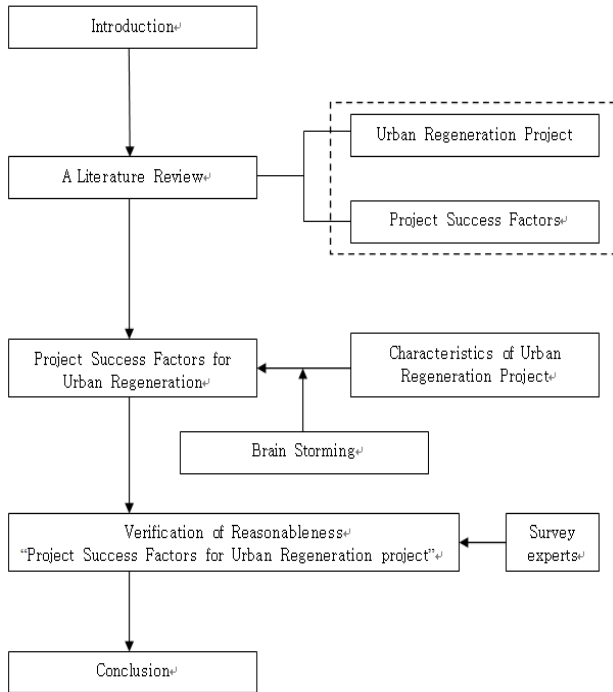 Introduction↵
Urban Regeneration Project
A Literature Review↵
Project Success Factors↵
Project Success Factors for
Urban Regeneration↵
Characteristics of Urban
Regeneration Project↵
Brain Storming↵
Verification of Reasonableness↵
“Project Success Factors for Urban Regeneration project”↵
Survey
experts↵
Conclusion↵